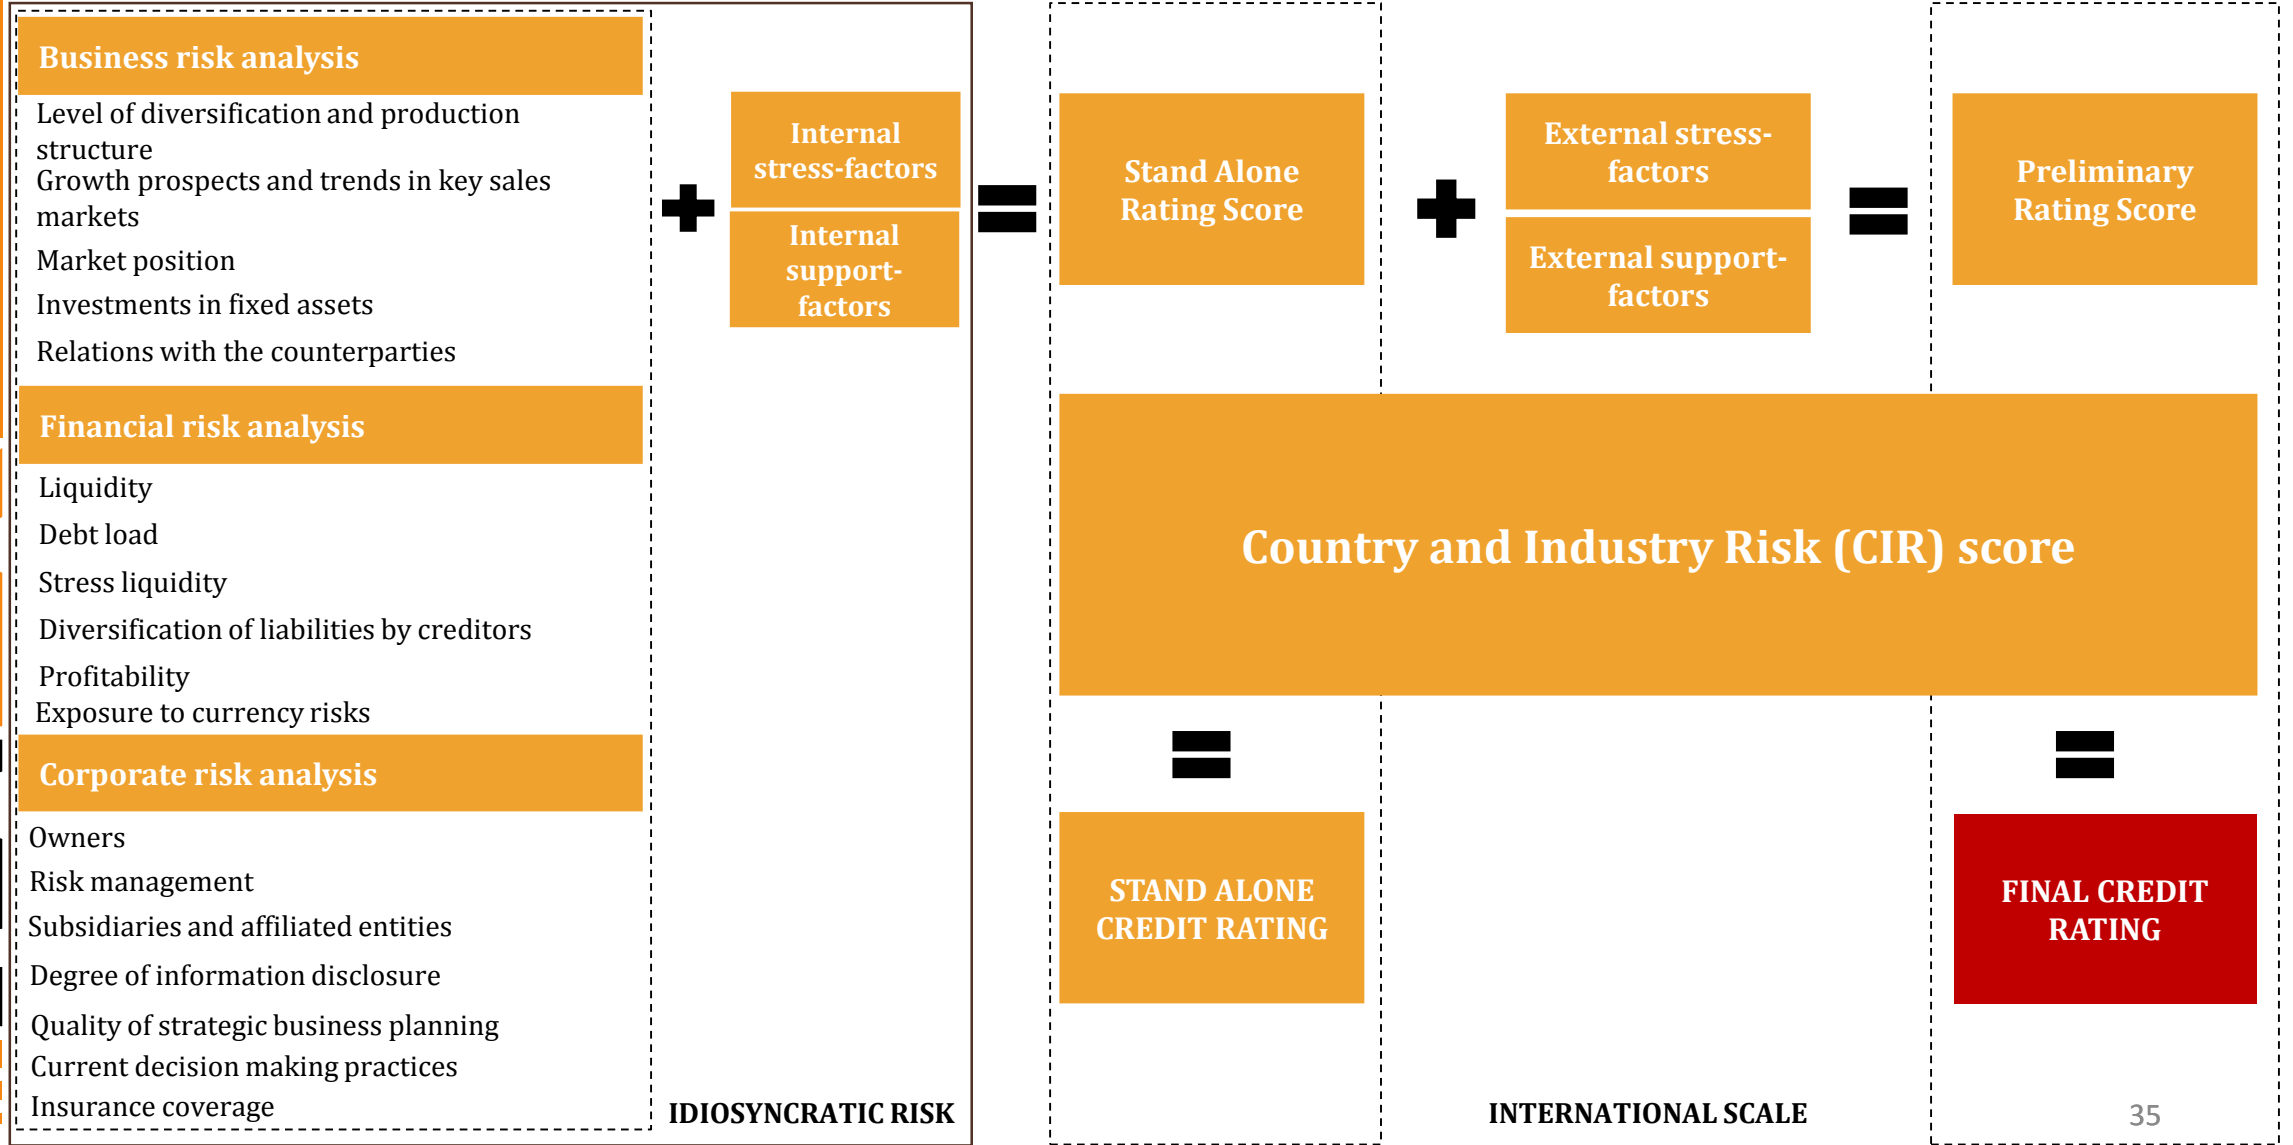 Business risk analysis
Level of diversification and production
structure
Growth prospects and trends in key sales
markets
Market position
Investments in fixed assets
Relations with the counterparties
Financial risk analysis
Liquidity
Debt load
Stress liquidity
Diversification of liabilities by creditors
Profitability
Exposure to currency risks
Corporate risk analysis
Owners
Risk management
Subsidiaries and affiliated entities
Degree of information disclosure
Quality of strategic business planning
Current decision making practices
Insurance coverage
Internal
stress-factors
Internal
support-
factors
IDIOSYNCRATIC RISK
Stand Alone
Rating Score
External stress-
factors
External support-
factors
Preliminary
Rating Score
Country and Industry Risk (CIR) score
STAND ALONE
CREDIT RATING
FINAL CREDIT
RATING
INTERNATIONAL SCALE
35